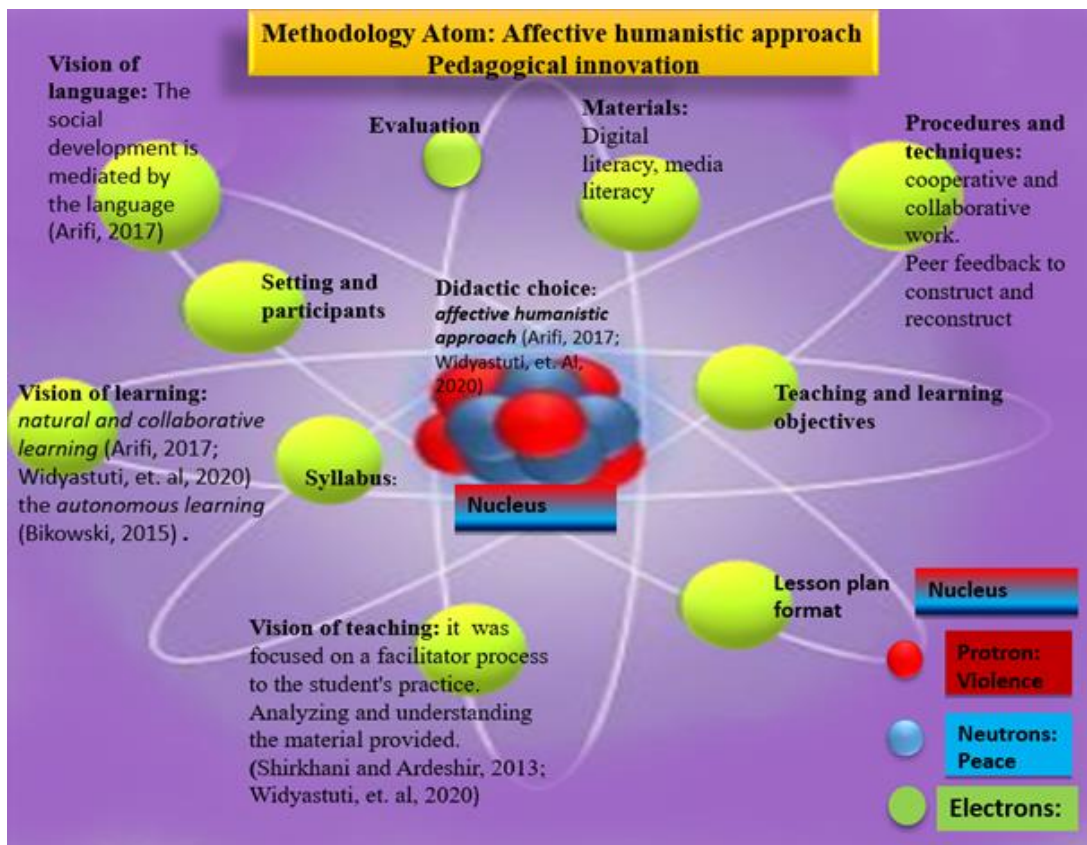 Methodology Atom: Affective humanistic approach
Pedagogical innovation
Vision of
language: The
social
development is
mediated by
the language
(Arifi, 2017)
Evaluation
Materials:
Digital
literacy, media
literacy
Procedures and
techniques:
cooperative and
collaborative
work.
Peer feedback to
construct and
reconstruct
Setting and
participants
Didactic choice:
affective humanistic
approach (Arifi, 2017;
Widyastuti, et. Al,
2020)
Vision of learning:
natural and collaborative
learning (Arifi, 2017;
Widyastuti, et. al, 2020)
the autonomous learning
(Bikowski, 2015) .
Syllabus:
Teaching and learning
objectives
Nucleus
Vision of teaching: it was
focused on a facilitator process
to the student's practice.
Analyzing and understanding
the material provided.
(Shirkhani and Ardeshir, 2013;
Widyastuti, et. al, 2020)
Lesson plan
format
Nucleus
Protron:
Violence
Neutrons:
Peace
Electrons: